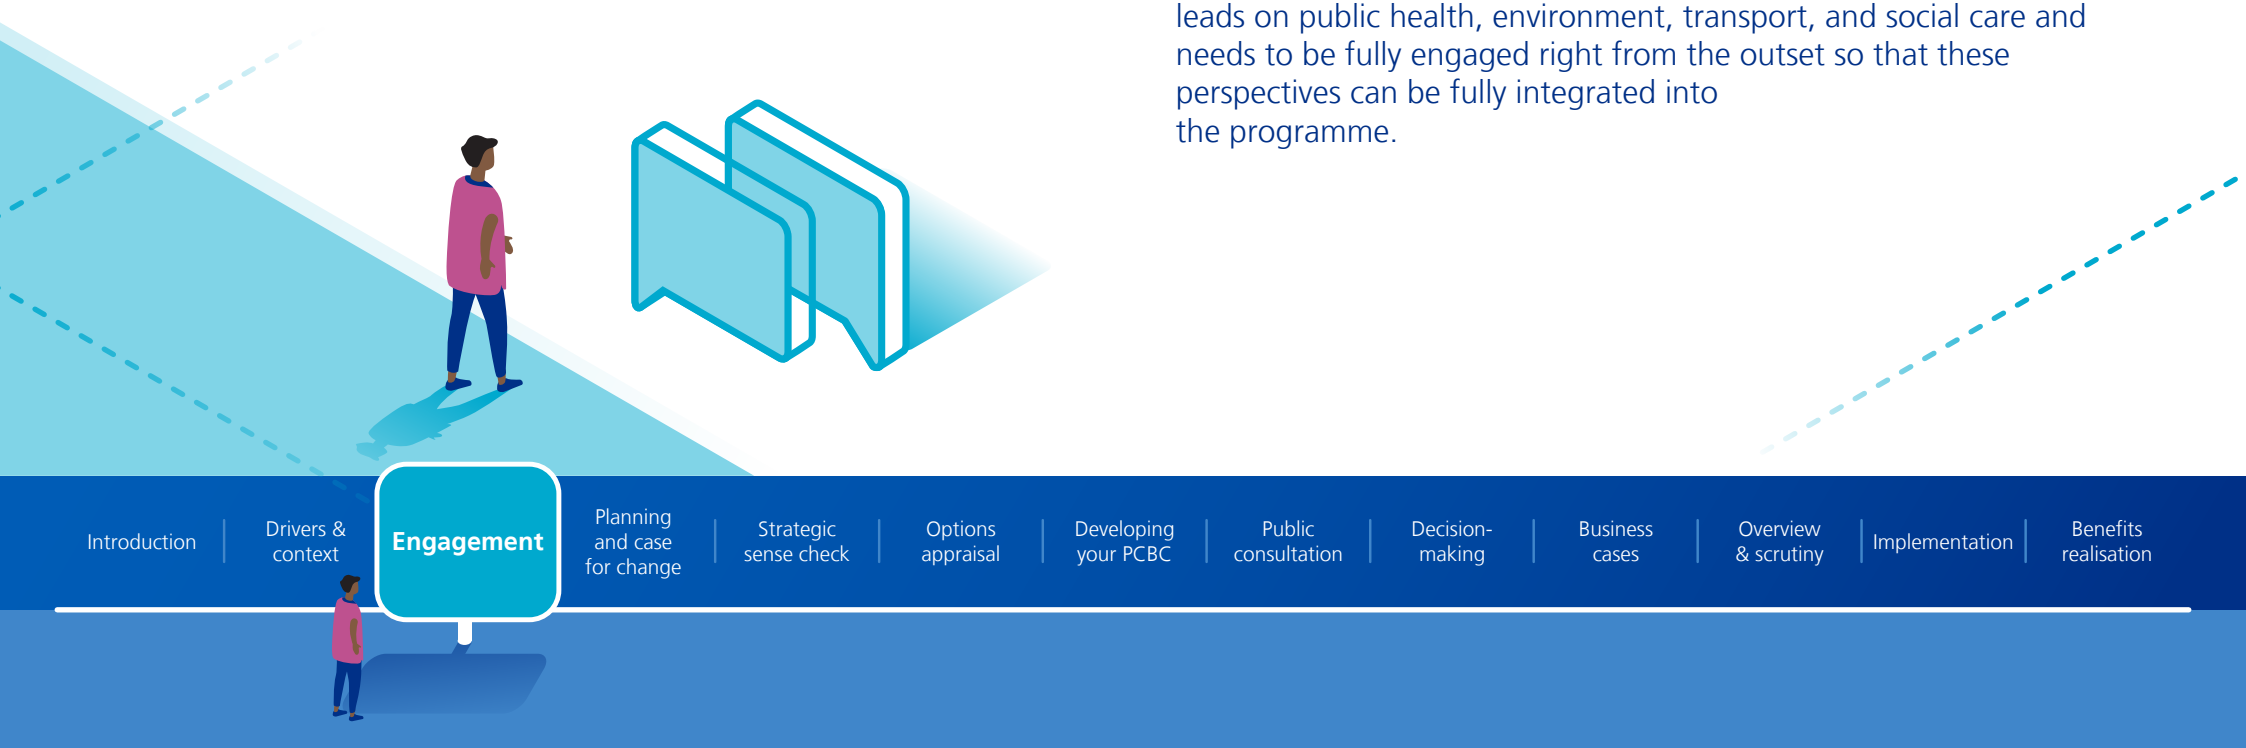 leads on public health, environment, transport, and social care and
needs to be fully engaged right from the outset so that these
perspectives can be fully integrated into
the programme.
Introduction
Drivers &
context
Engagement
Planning
and case
for change
Strategic
sense check
Options
appraisal
Developing
your PCBC
Public
consultation
Decision-
making
Business
cases
Overview
& scrutiny
Implementation
Benefits
realisation